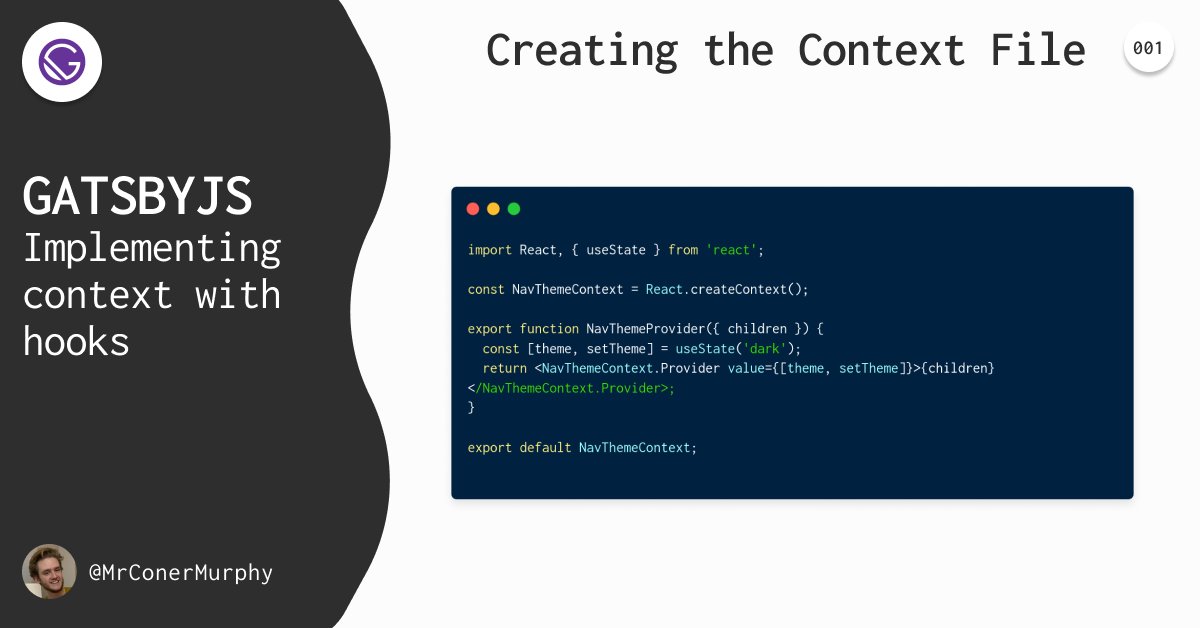 GATSBYJS
Implementing
context with
hooks
@MrConerMurphy
Creating the Context File
001
import React, { useState } from 'react';
const NavThemeContext = React.createContext();
export function NavThemeProvider({ children }) {
  const [theme, setTheme] = useState('dark');
  return <NavThemeContext.Provider value={[theme, setTheme]}>{children}
</NavThemeContext.Provider>;
}
export default NavThemeContext;